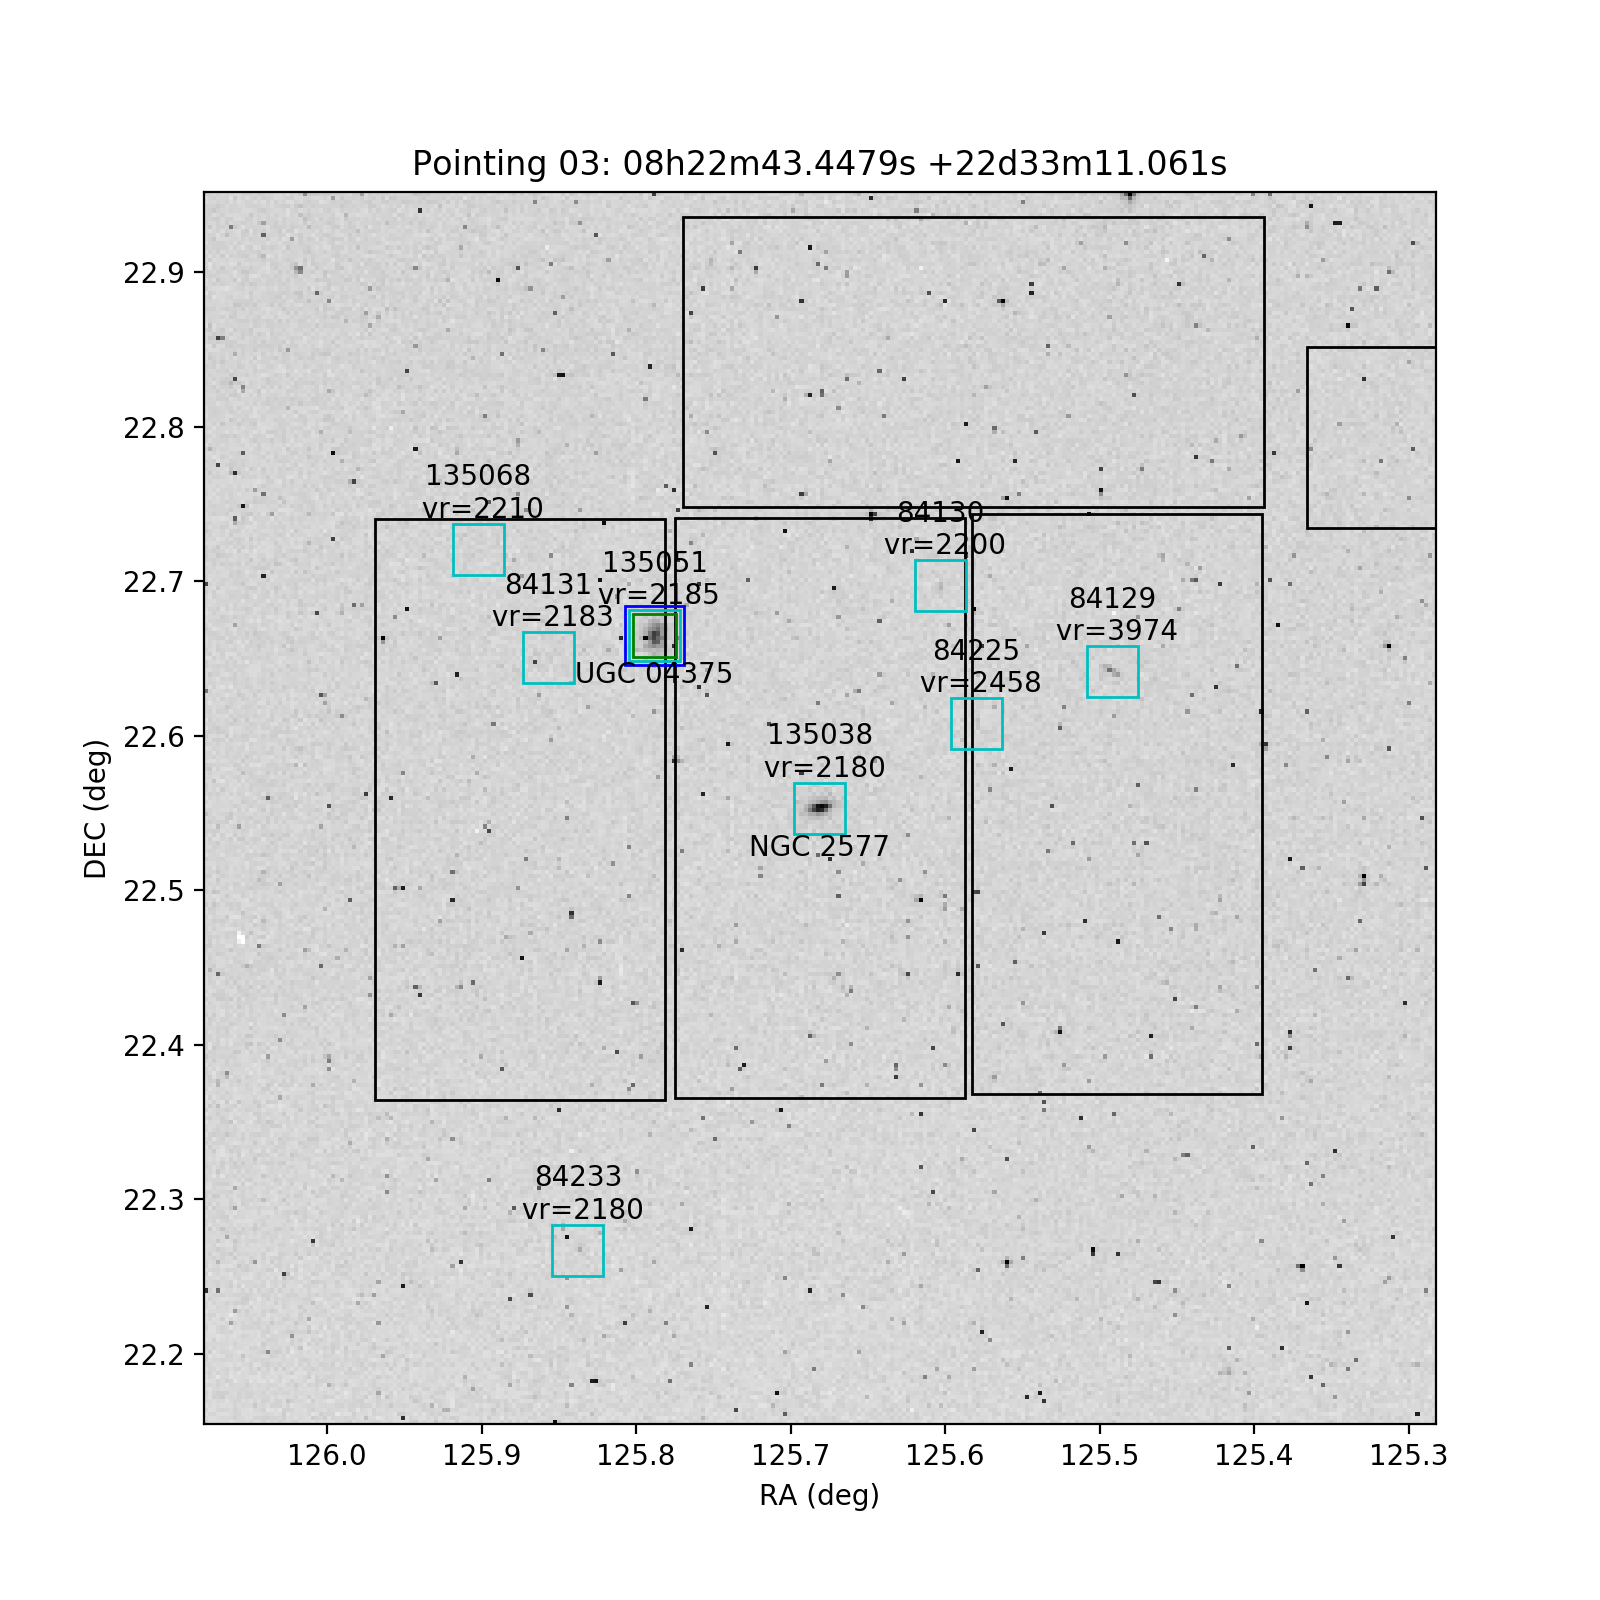 Pointing 03: 08h22m43.4479s +22d33m11.061s
22.9
22.8
135068
vr=2210
84130
vr=2200
135051
vr=2185
22.7
84131
vr=2183
84129
vr=3974
84225
vr=2458
UGC 04375
22.6
135038
vr=2180
NGC 2577
DEC (deg)
22.5
22.4
22.3
84233
vr=2180
22.2
126.0 125.9 125.8 125.7 125.6 125.5 125.4 125.3
RA (deg)